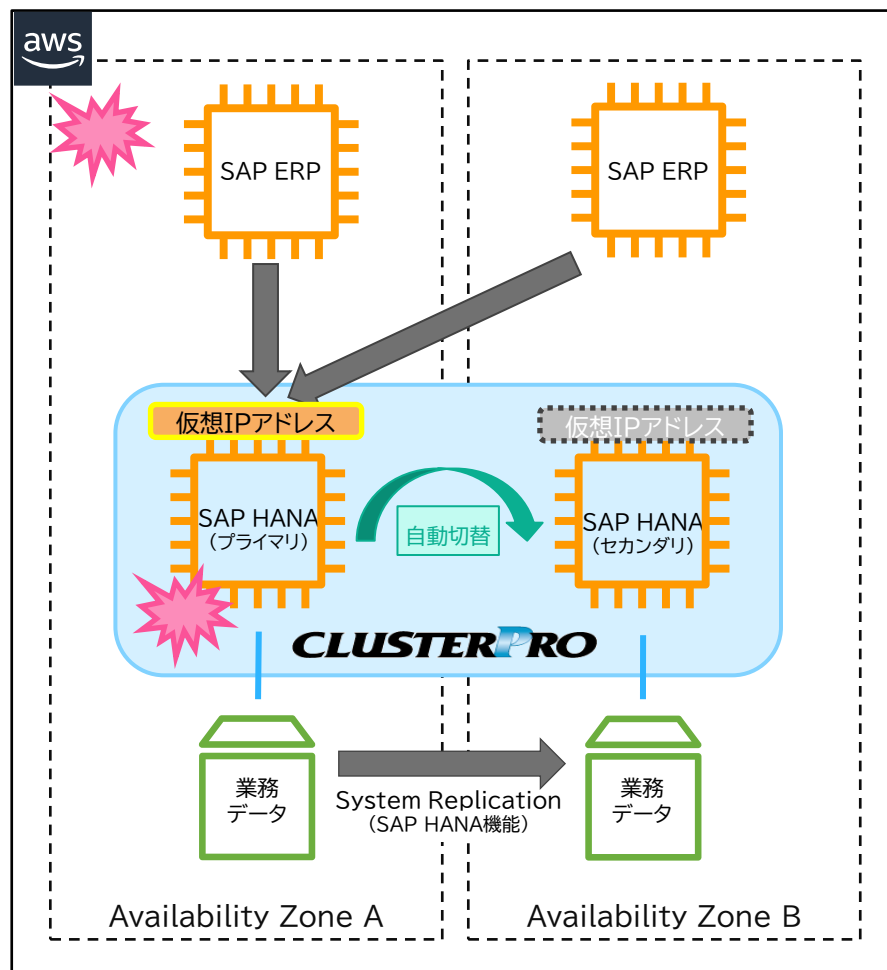 aws
SAP ERP
SAP ERP
仮想IPアドレス
仮想IPアドレス
SAP HANA
（プライマリ）
自動切替
SAP HANA
（セカンダリ）
CLUSTERPRO
業務
データ
System Replication
（SAP HANA機能）
業務
データ
Availability Zone A
Availability Zone B